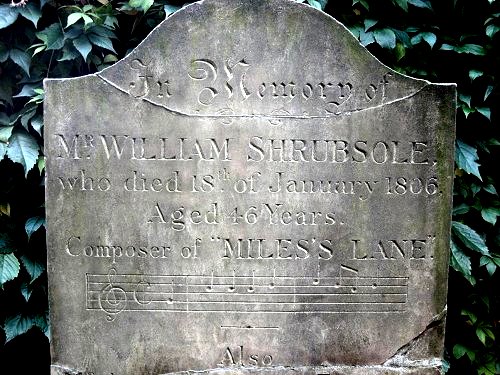 In Memory of
Mr WILLIAM SHRUBSOLE,
who died 18th of January 1806,
Aged 46 Years.
Composer of "MILES'S LANE".
Also